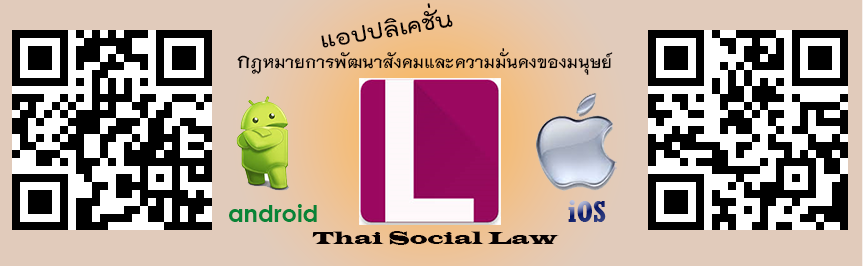 แอปปลิเคชั่น
กฎหมายการพัฒนาสังคมและความมั่นคงของมนุษย์
L
android
iOS
Thai Social Law